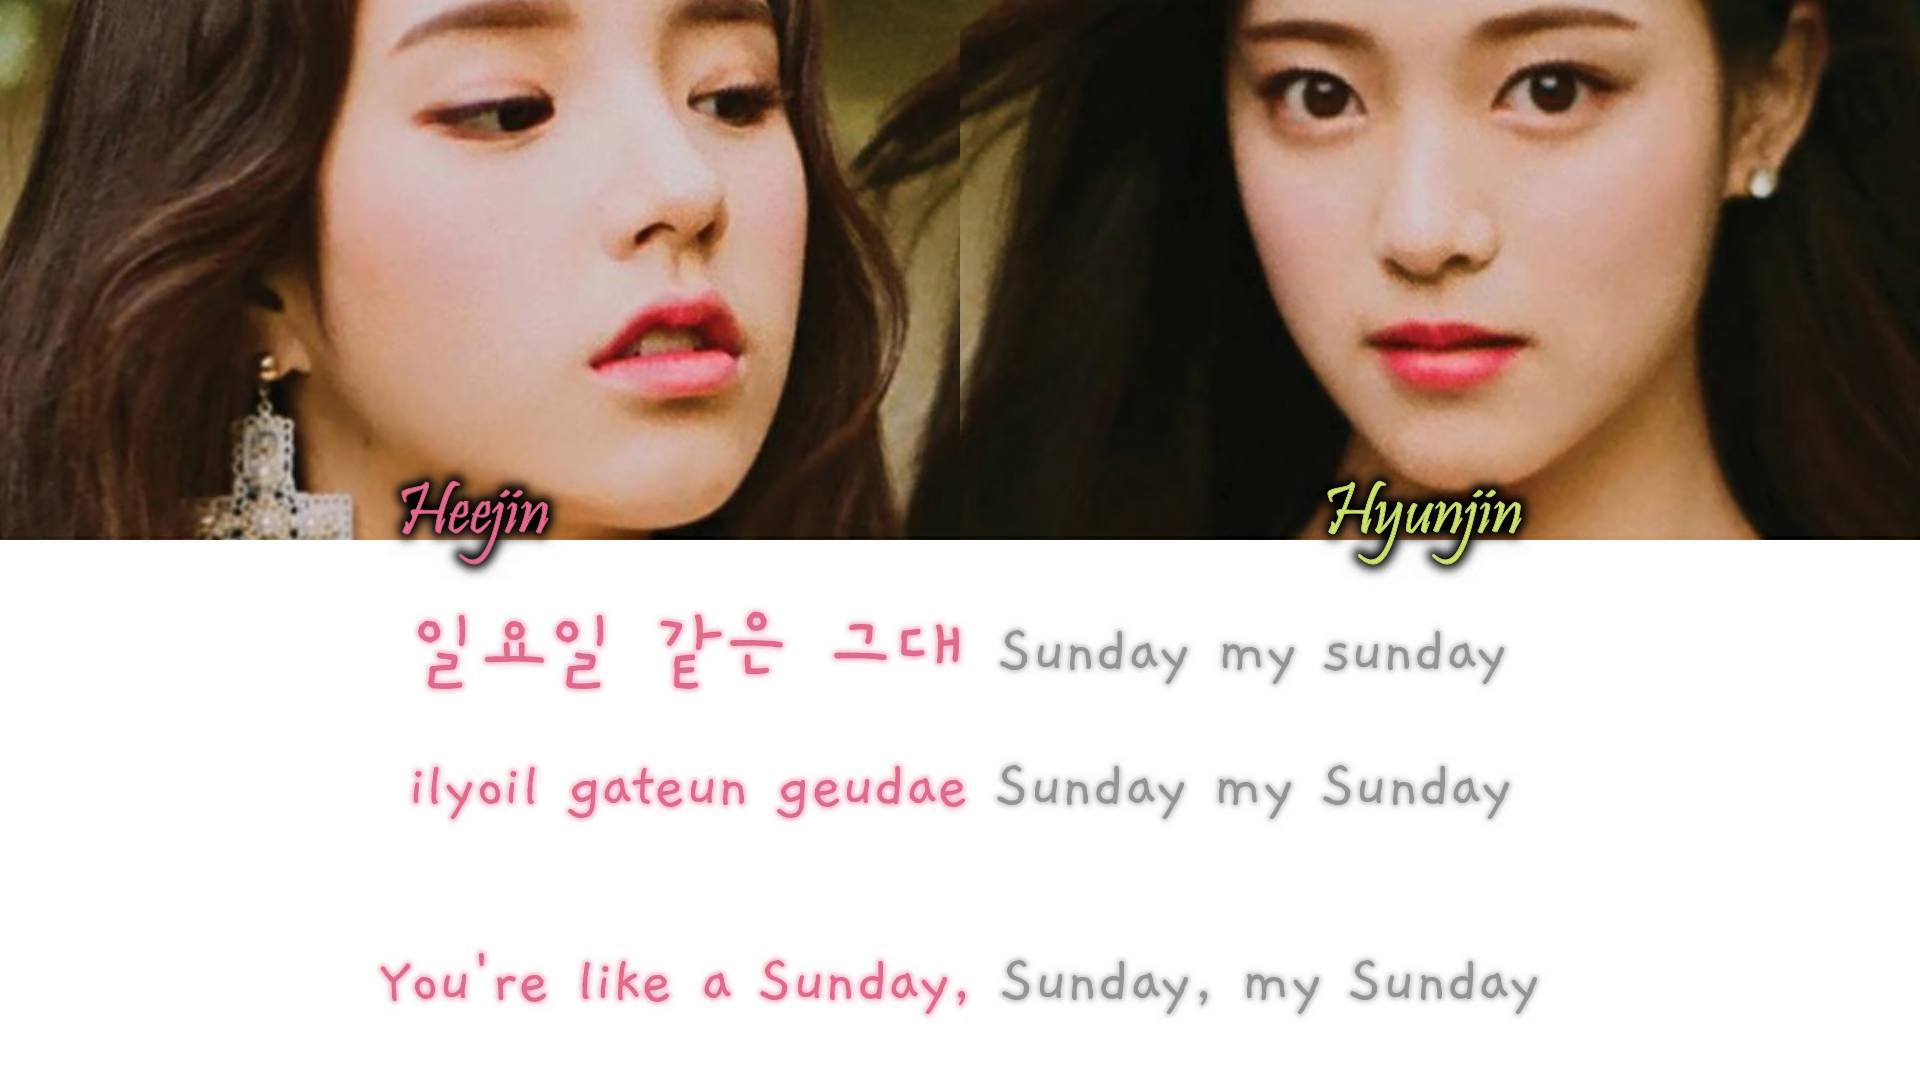 Heejin
Hyunjin
일요일 같은 그대 Sunday my sunday
ilyoil gateun geudae Sunday my Sunday
You're like a Sunday, Sunday, my Sunday